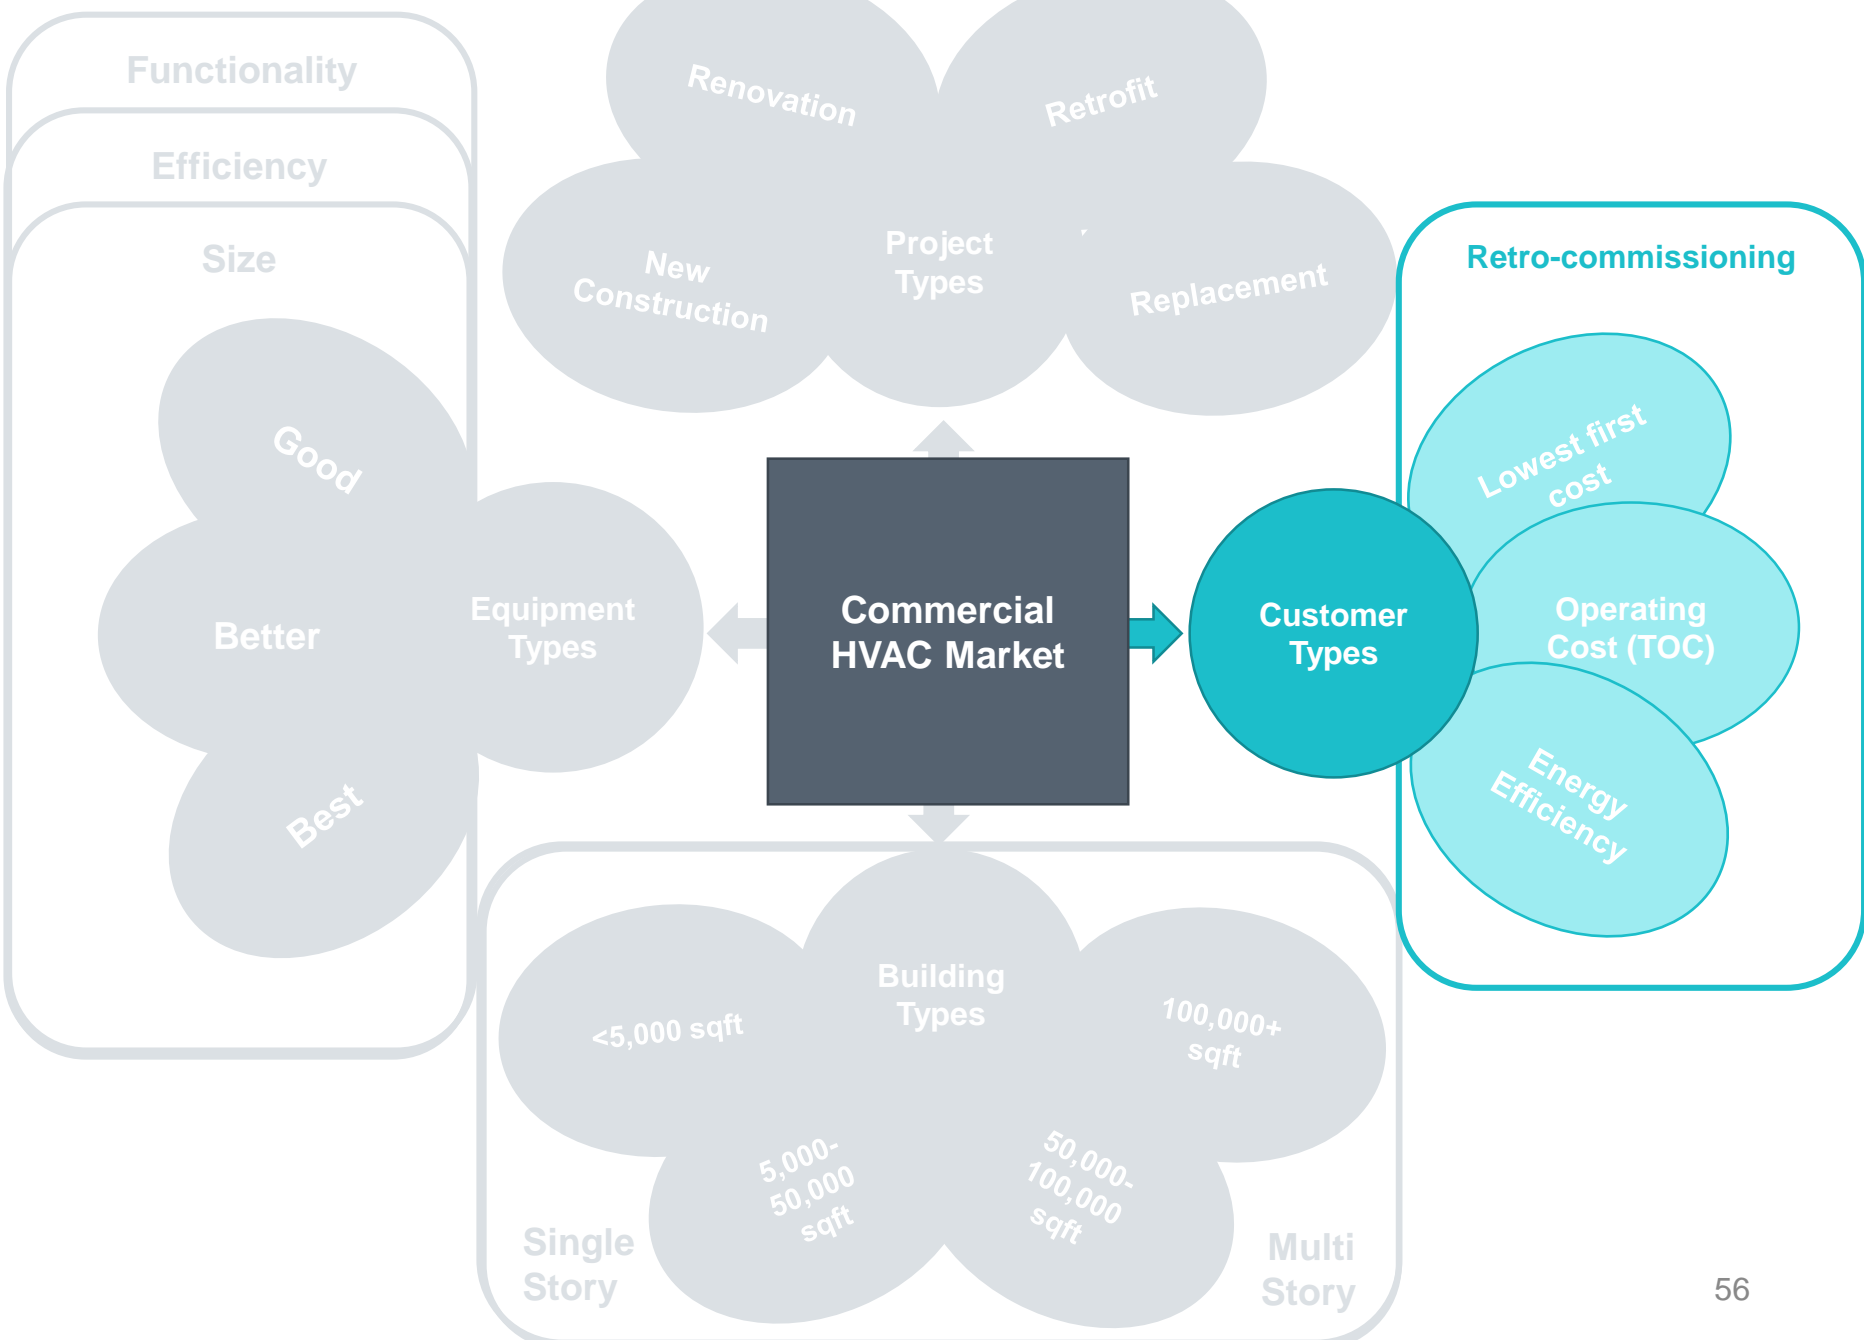 Functionality
Efficiency
Size
Good
Better
Best
Equipment
Types
Renovation
Retrofit
New
Construction
Project
Types
Replacement
Commercial
HVAC Market
Customer
Types
Retro-commissioning
Lowest first
cost
Operating
Cost (TOC)
Energy
Efficiency
Building
Types
<5,000 sqft
5,000-
50,000
sqft
50,000-
100,000
sqft
100,000+
sqft
Single
Story
Multi
Story
56